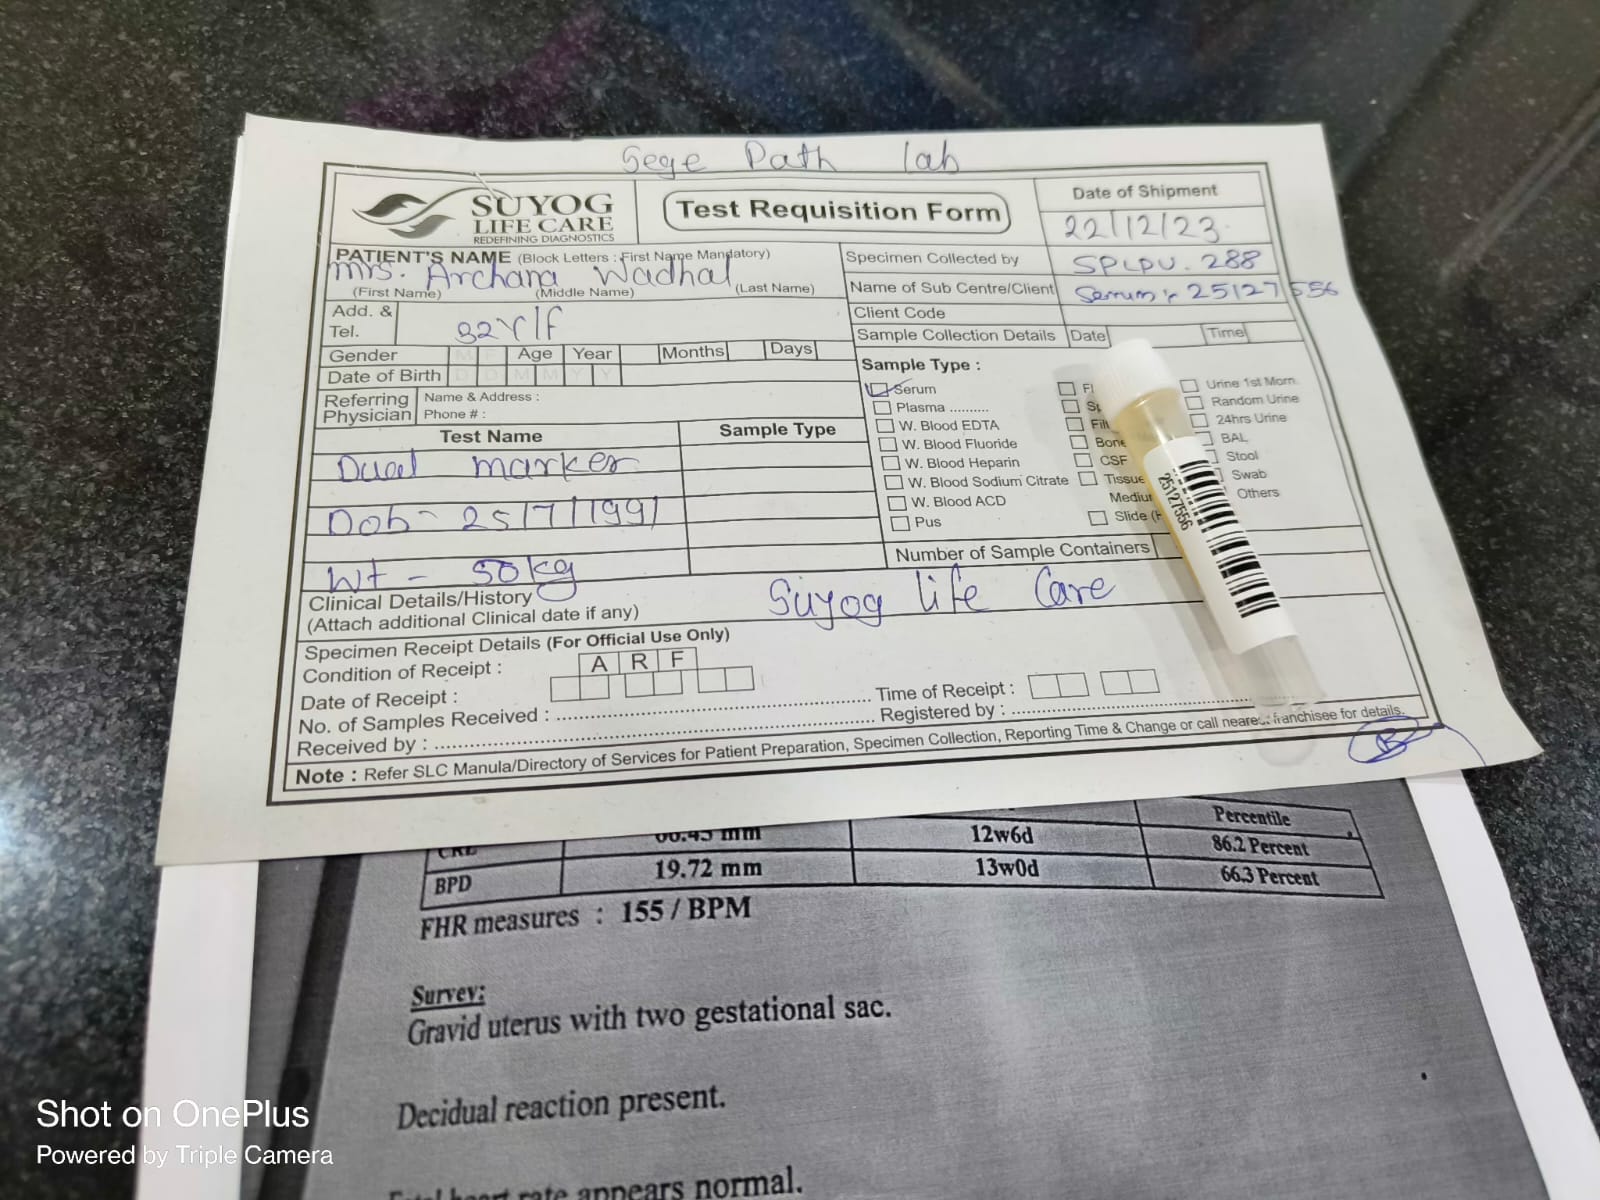 Sege Path lab
SUYOG
LIFE CARE
REDEFINING DIAGNOSTICS
Test Requisition Form
Date of Shipment
22/12/23
PATIENT'S NAME (Block Letters : First Name Mandatory)
Mrs. Archana Wadhal
(First Name) (Middle Name) (Last Name)
Specimen Collected by SPLPU. 288
Name of Sub Centre/Client Serum :- 25127556
Add. &
Tel.
32Y/F
Client Code
Sample Collection Details Date Time
Gender M F Age Year Months Days
Date of Birth D D M M Y Y
Referring
Physician
Name & Address :
Phone # :
Test Name Sample Type
Dual marker
Dob - 25/7/1991
Wt - 50kg
Sample Type :
Serum
Plasma ..........
W. Blood EDTA
W. Blood Fluoride
W. Blood Heparin
W. Blood Sodium Citrate
W. Blood ACD
Pus
Bone
CSF
Tissue
Slide
Urine 1st Morn.
Random Urine
24hrs Urine
BAL
Stool
Swab
Others
25127556
Number of Sample Containers
Clinical Details/History
(Attach additional Clinical date if any)
Suyog life Care
Specimen Receipt Details (For Official Use Only)
Condition of Receipt : A R F
Date of Receipt :
Time of Receipt :
No. of Samples Received :
Registered by :
Received by :
Note : Refer SLC Manula/Directory of Services for Patient Preparation, Specimen Collection, Reporting Time & Change or call nearest franchisee for details.
Percentile
CRL mm 12w6d 86.2 Percent
BPD 19.72 mm 13w0d 66.3 Percent
FHR measures : 155 / BPM
Survey:
Gravid uterus with two gestational sac.
Decidual reaction present.
heart rate appears normal.
Shot on OnePlus
Powered by Triple Camera